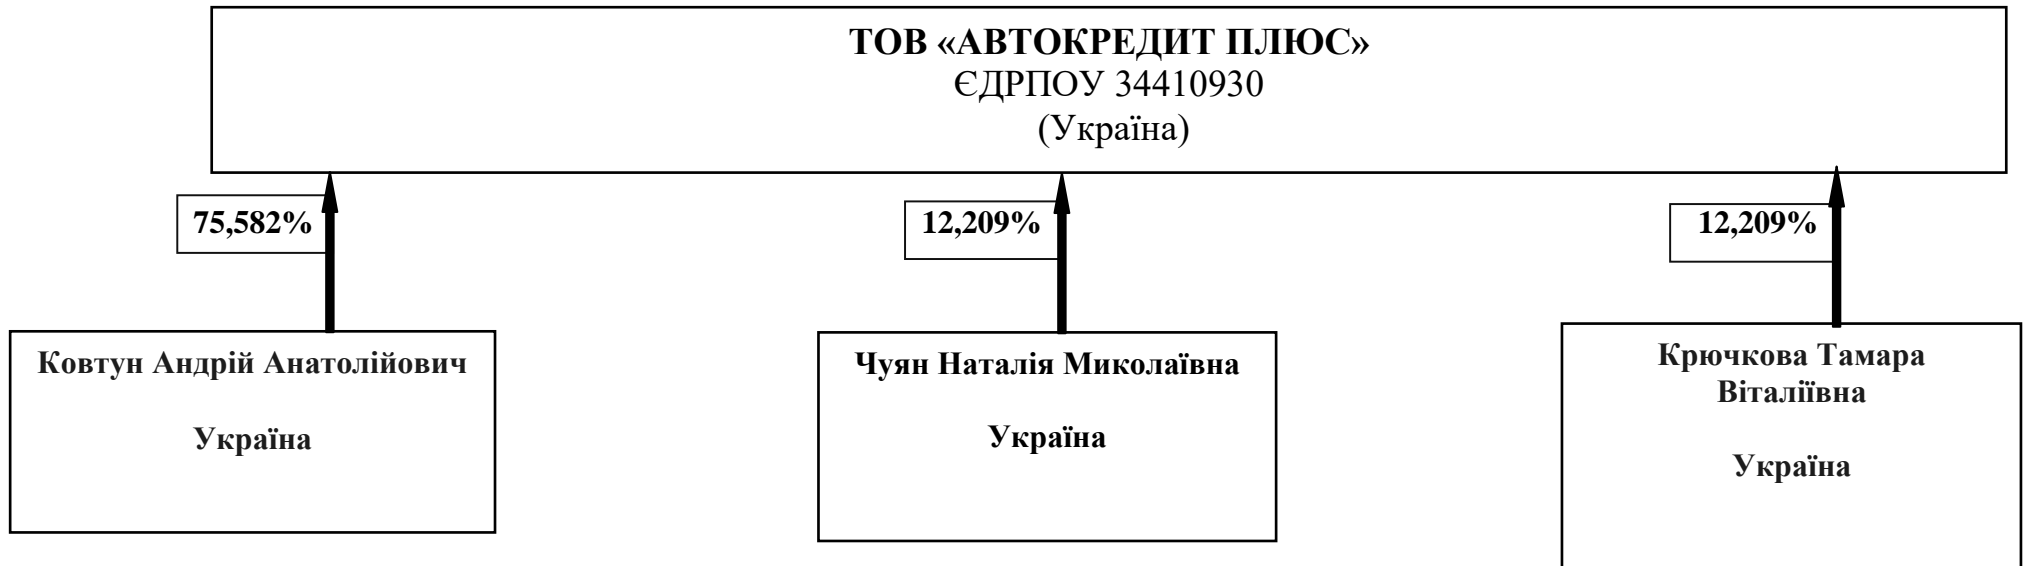 ТОВ «АВТОКРЕДИТ ПЛЮС»
ЄДРПОУ 34410930
(Україна)
75,582%
12,209%
12,209%
Ковтун Андрій Анатолійович
Україна
Чуян Наталія Миколаївна
Україна
Крючкова Тамара
Віталіївна
Україна